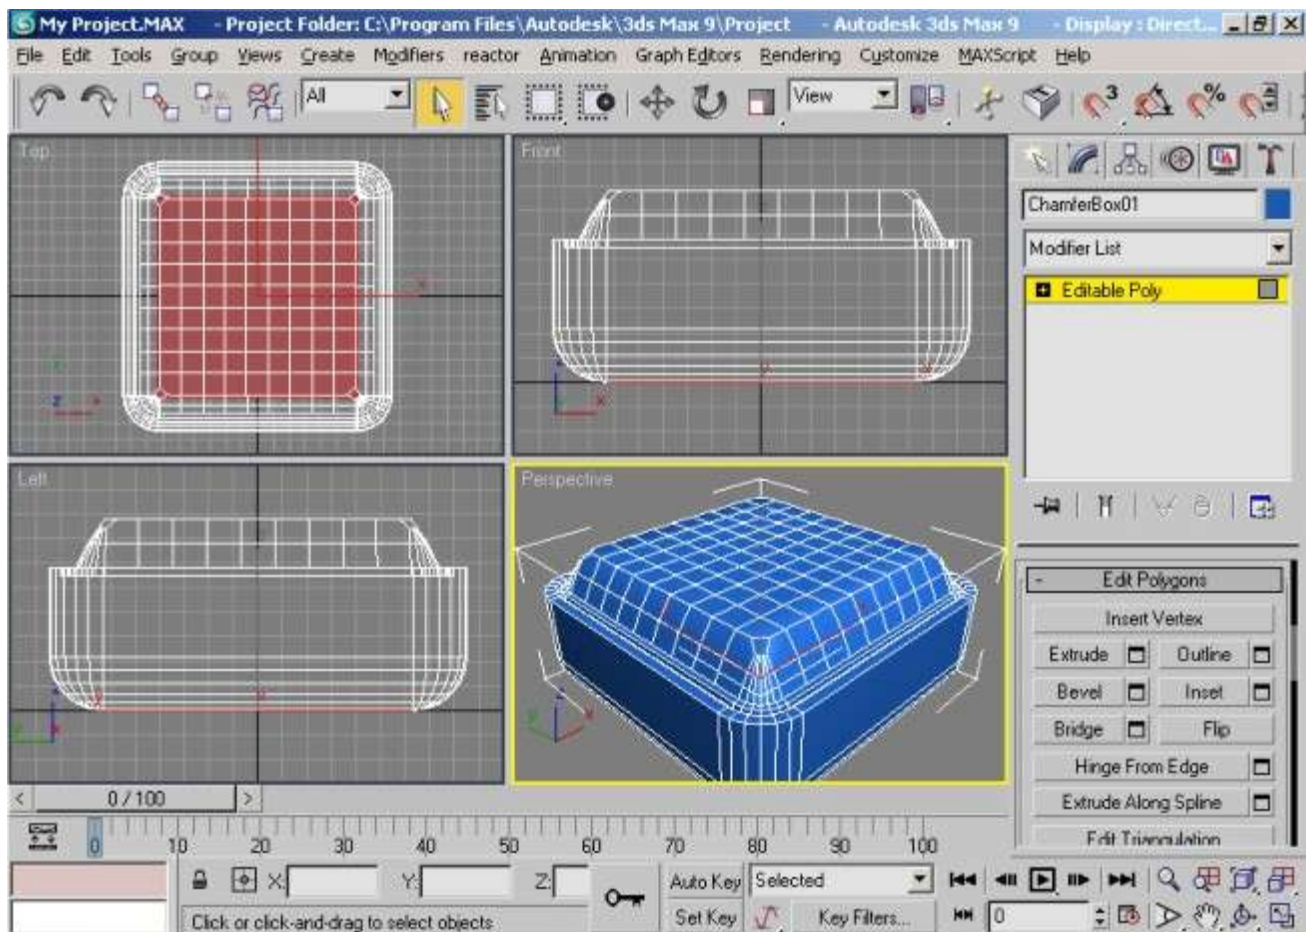 My Project.MAX - Project Folder: C:\Program Files\Autodesk\3ds Max 9\Project - Autodesk 3ds Max 9 - Display : Direct...
File Edit Tools Group Views Create Modifiers reactor Animation Graph Editors Rendering Customize MAXScript Help
All View 3 %
Top Front
ChamferBox01
Modifier List
Editable Poly
Left Perspective
- Edit Polygons
Insert Vertex
Extrude Outline
Bevel Inset
Bridge Flip
Hinge From Edge
Extrude Along Spline
Edit Triangulation
< 0 / 100 >
0 10 20 30 40 50 60 70 80 90 100
X: Y: Z: Auto Key Selected
Click or click-and-drag to select objects Set Key Key Filters... 0